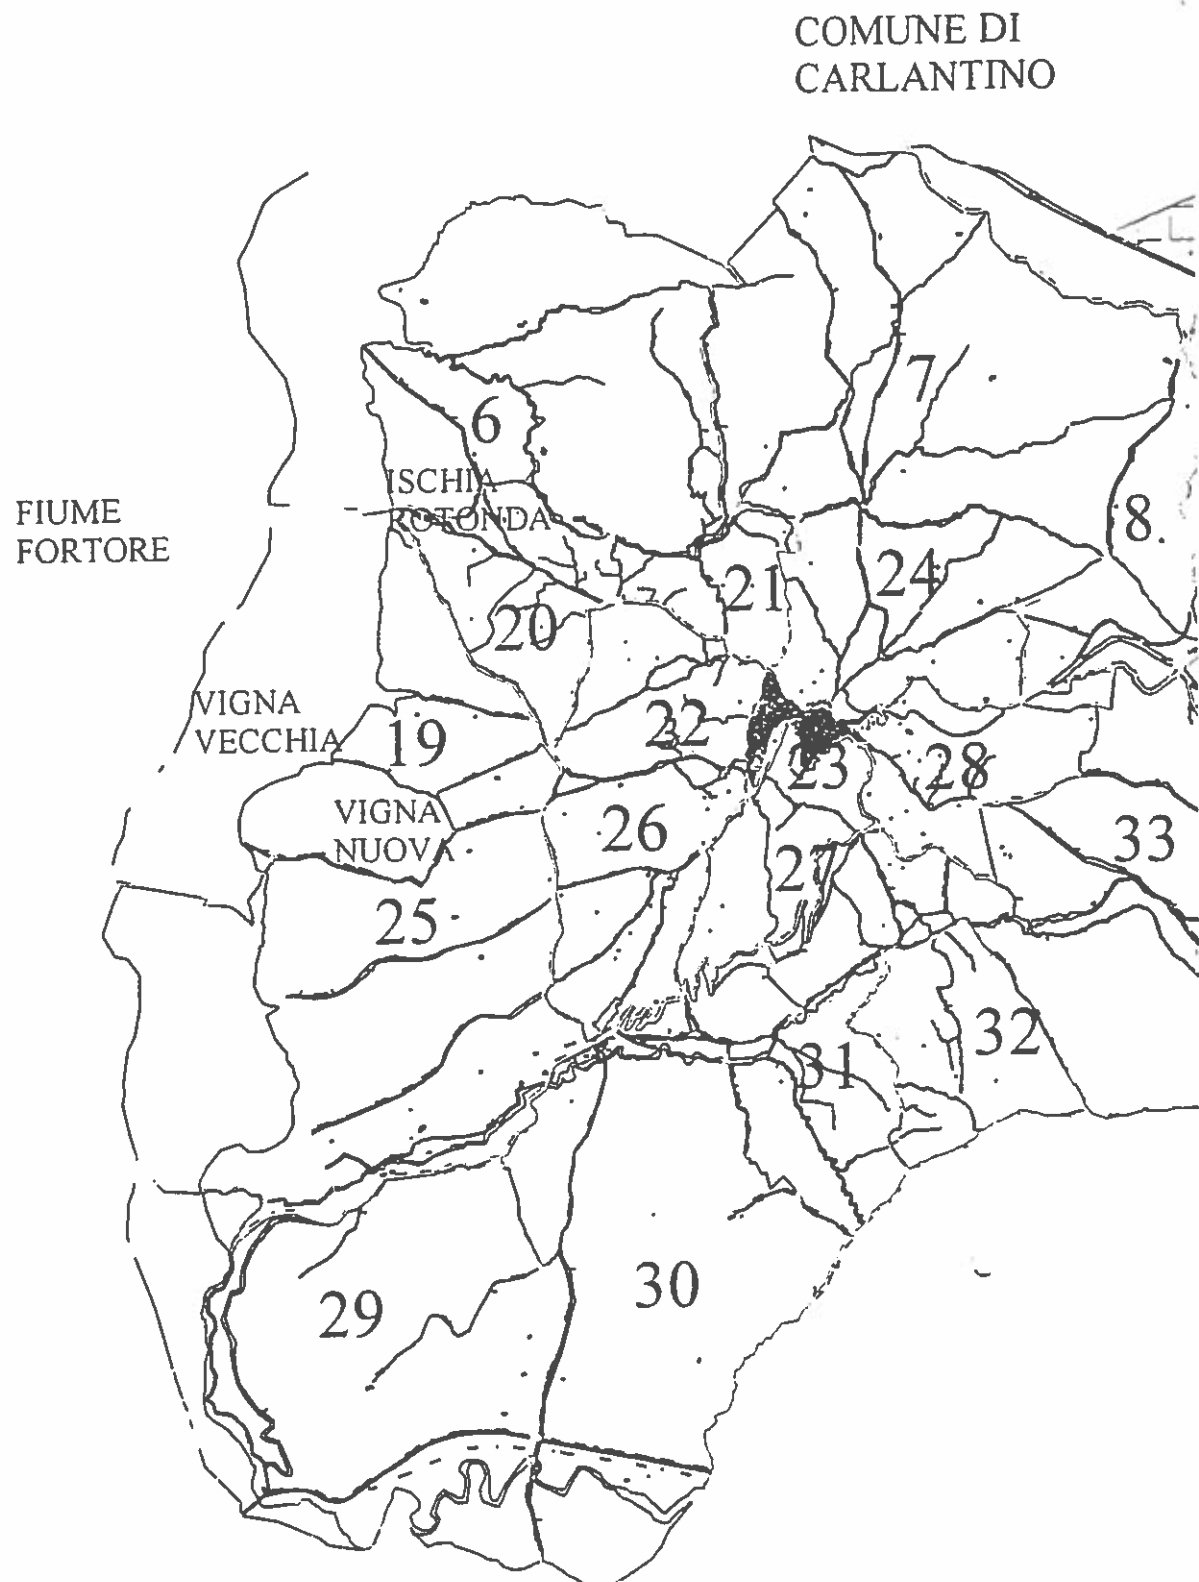 COMUNE DI
CARLANTINO
7
6
ISCHIA
ROTONDA
FIUME
FORTORE
8
24
21
20
VIGNA
VECCHIA
19
22
23
28
VIGNA
NUOVA
26
33
27
25
32
31
30
29